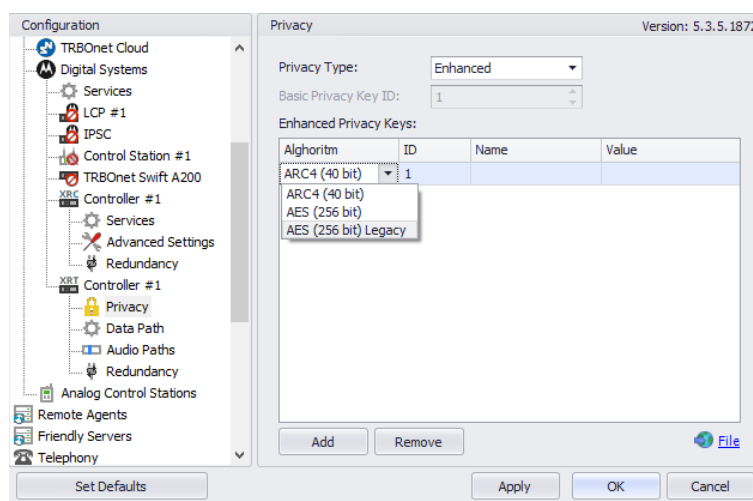 Configuration
TRBOnet Cloud
Digital Systems
Services
LCP #1
IPSC
Control Station #1
TRBOnet Swift A200
XRC Controller #1
Services
Advanced Settings
Redundancy
XRT Controller #1
Privacy
Data Path
Audio Paths
Redundancy
Analog Control Stations
Remote Agents
Friendly Servers
Telephony
Set Defaults
Privacy Version: 5.3.5.1872
Privacy Type: Enhanced
Basic Privacy Key ID: 1
Enhanced Privacy Keys:
Alghoritm ID Name Value
ARC4 (40 bit) 1
ARC4 (40 bit)
AES (256 bit)
AES (256 bit) Legacy
Add Remove File
Apply OK Cancel